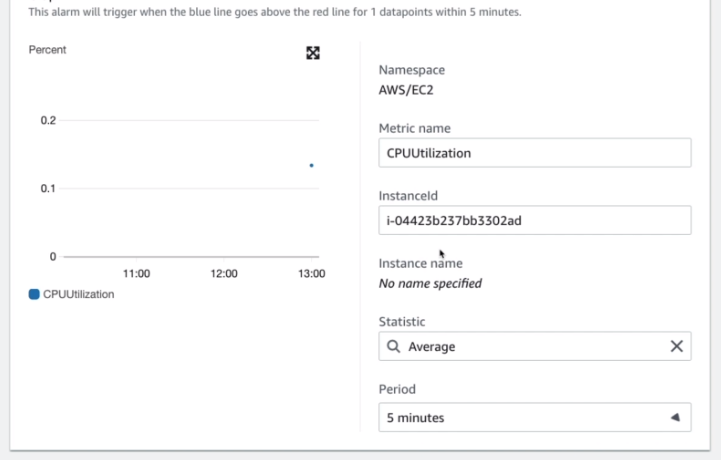 This alarm will trigger when the blue line goes above the red line for 1 datapoints within 5 minutes.
Percent
0.2
0.1
0
11:00 12:00 13:00
CPUUtilization
Namespace
AWS/EC2
Metric name
CPUUtilization
InstanceId
i-04423b237bb3302ad
Instance name
No name specified
Statistic
Average
Period
5 minutes